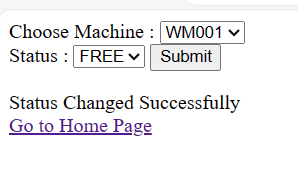 Choose Machine : WM001
Status : FREE Submit
Status Changed Successfully
Go to Home Page